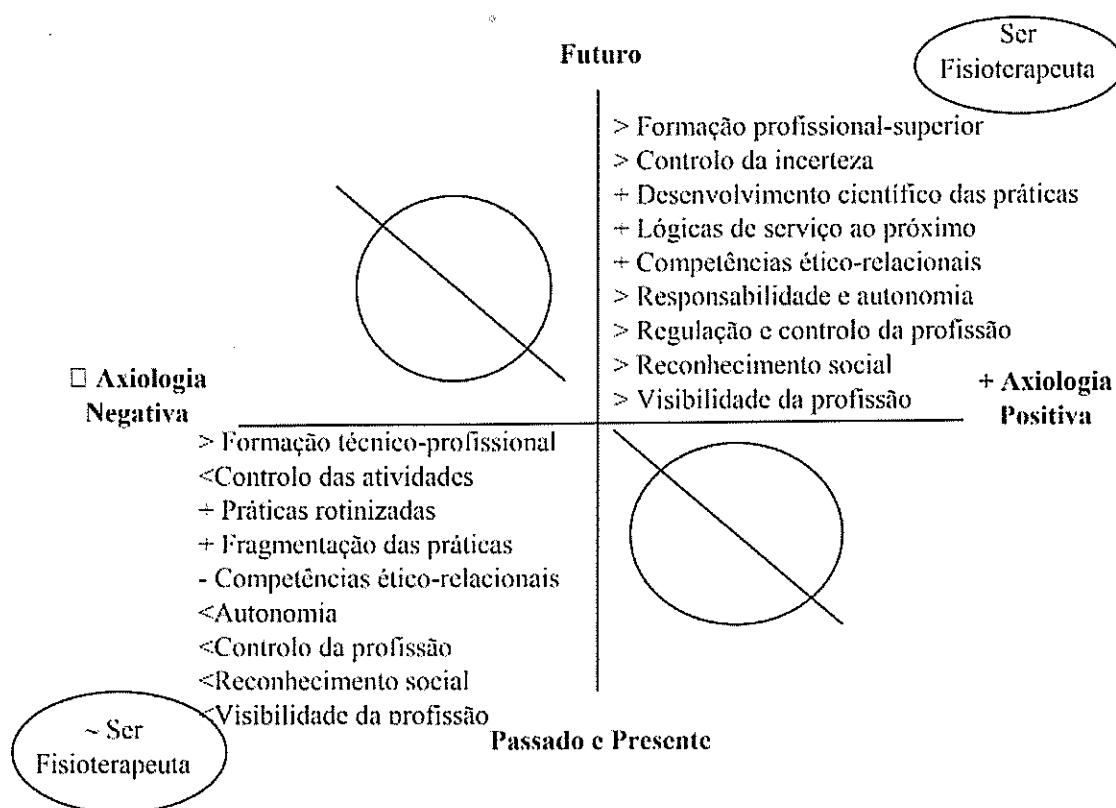 Futuro
Ser
Fisioterapeuta
> Formação profissional-superior
> Controlo da incerteza
+ Desenvolvimento científico das práticas
+ Lógicas de serviço ao próximo
+ Competências ético-relacionais
> Responsabilidade e autonomia
> Regulação e controlo da profissão
> Reconhecimento social
> Visibilidade da profissão
□ Axiologia
Negativa
+ Axiologia
Positiva
> Formação técnico-profissional
<Controlo das atividades
+ Práticas rotinizadas
+ Fragmentação das práticas
- Competências ético-relacionais
<Autonomia
<Controlo da profissão
<Reconhecimento social
<Visibilidade da profissão
~ Ser
Fisioterapeuta
Passado e Presente